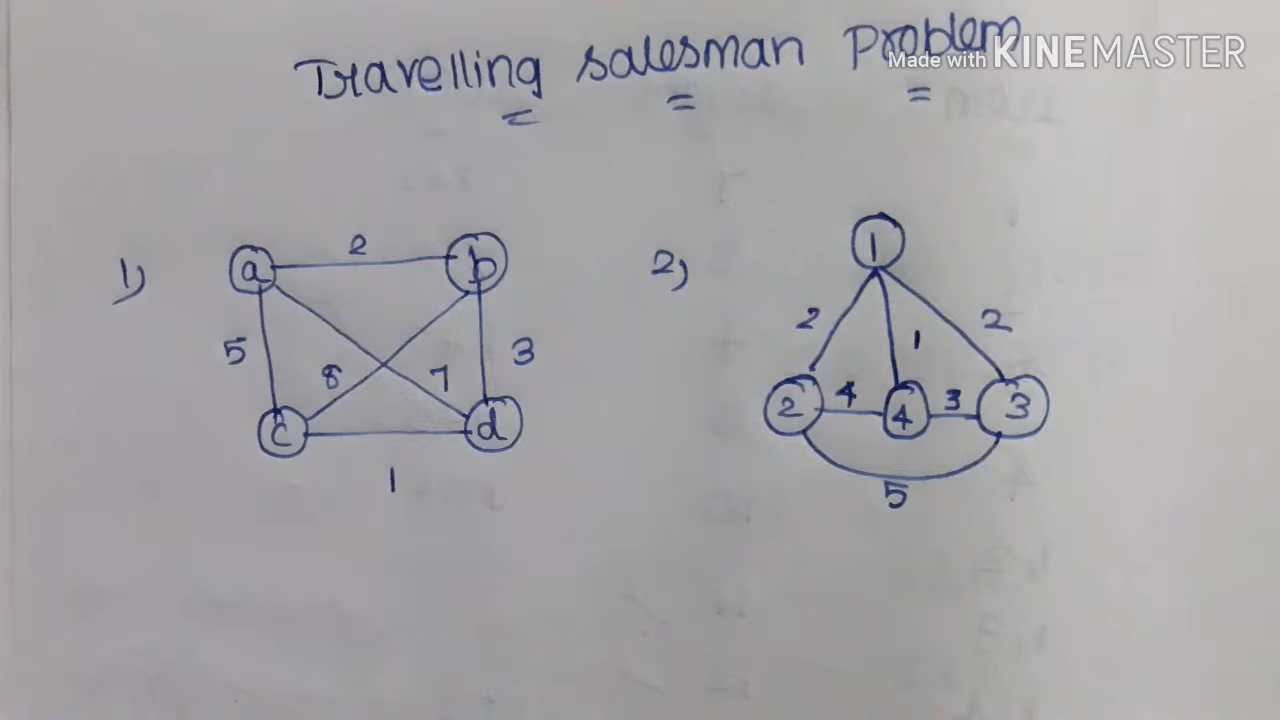 Travelling salesman Problem
Made with KINEMASTER
1)
a 2 b
5 8 7 3
c d
1
2)
1
2 1 2
2 4 4 3 3
5